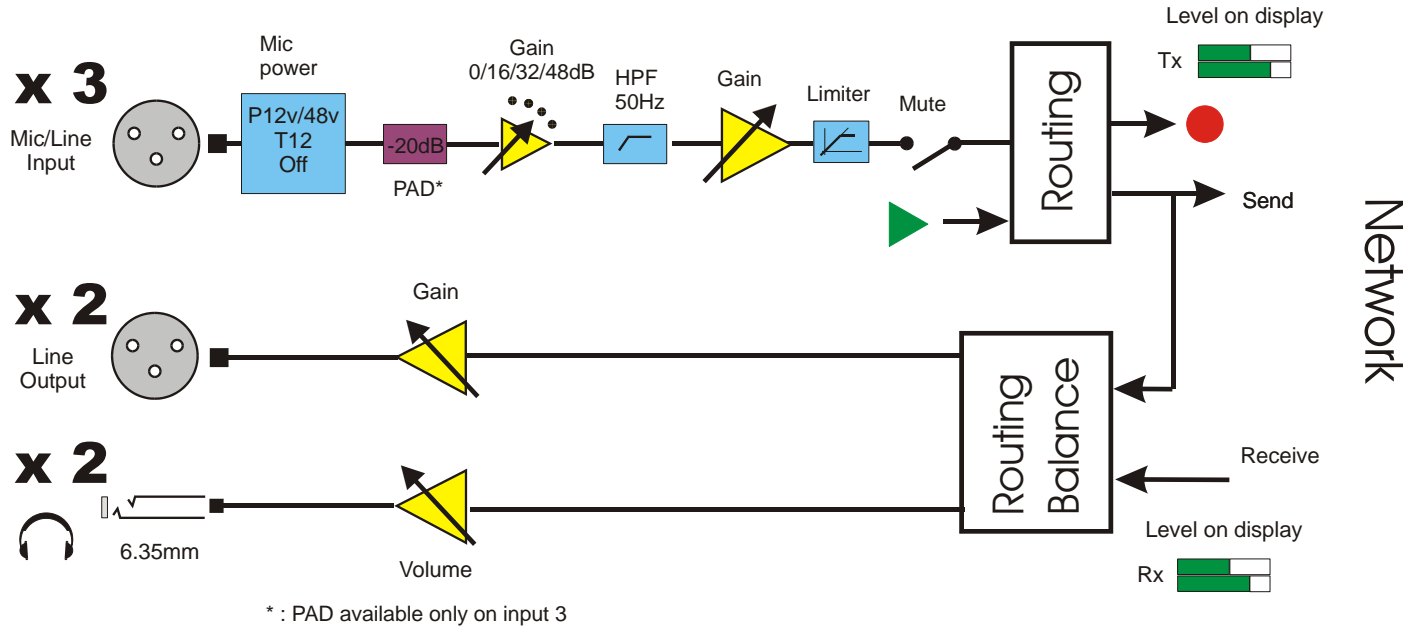 Level on display
Tx
x 3
Mic/Line
Input
Mic
power
P12v/48v
T12
Off
-20dB
PAD*
Gain
0/16/32/48dB
HPF
50Hz
Gain
Limiter
Mute
Routing
Send
Network
x 2
Line
Output
Gain
Routing
Balance
Receive
x 2
6.35mm
Volume
Level on display
Rx
* : PAD available only on input 3